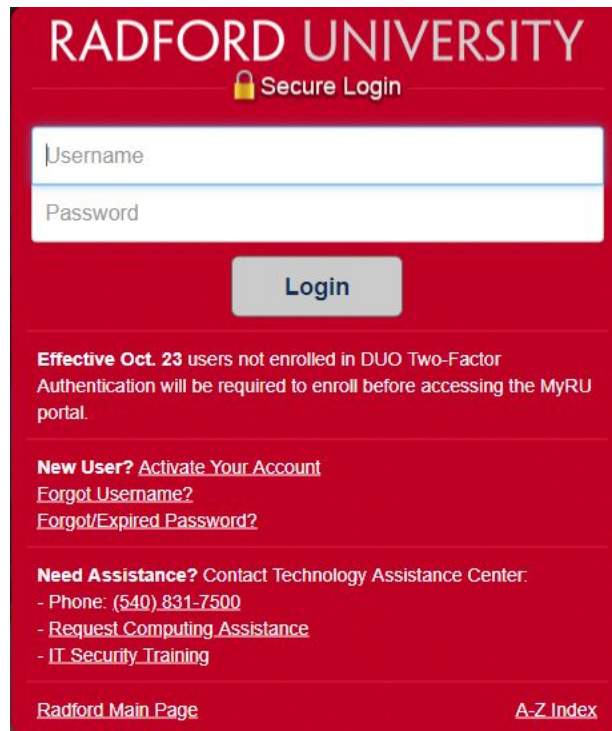 RADFORD UNIVERSITY
Secure Login
Username
Password
Login
Effective Oct. 23 users not enrolled in DUO Two-Factor
Authentication will be required to enroll before accessing the MyRU
portal.
New User? Activate Your Account
Forgot Username?
Forgot/Expired Password?
Need Assistance? Contact Technology Assistance Center:
- Phone: (540) 831-7500
- Request Computing Assistance
- IT Security Training
Radford Main Page A-Z Index